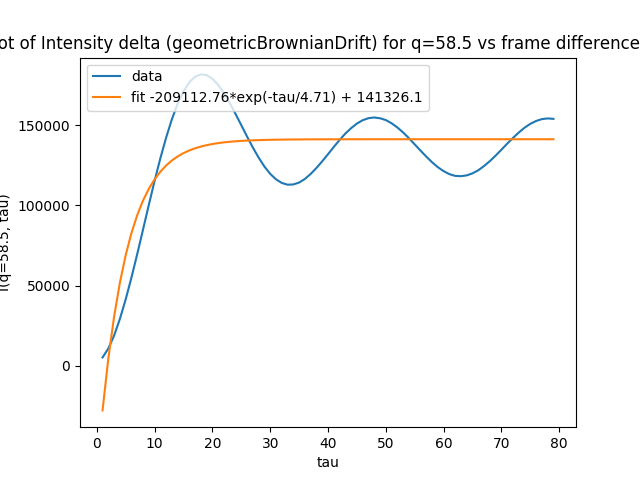 ot of Intensity delta (geometricBrownianDrift) for q=58.5 vs frame difference
data
fit -209112.76*exp(-tau/4.71) + 141326.1
150000
100000
50000
0
I(q=58.5, tau)
0 10 20 30 40 50 60 70 80
tau